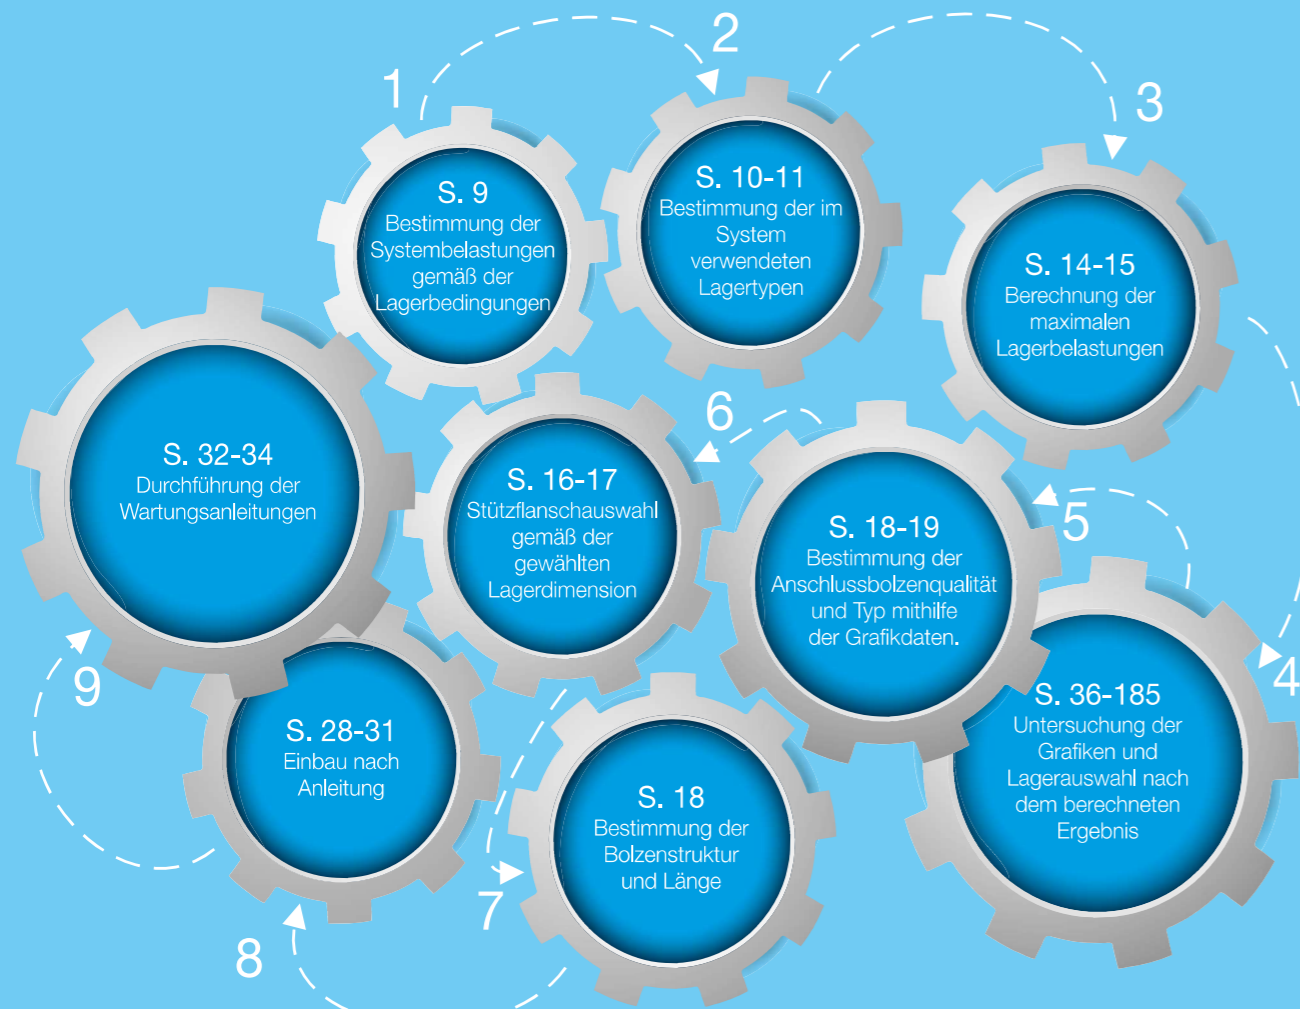 1
S. 9
Bestimmung der
Systembelastungen
gemäß der
Lagerbedingungen
2
S. 10-11
Bestimmung der im
System
verwendeten
Lagertypen
3
S. 14-15
Berechnung der
maximalen
Lagerbelastungen
4
S. 36-185
Untersuchung der
Grafiken und
Lagerauswahl nach
dem berechneten
Ergebnis
5
S. 18-19
Bestimmung der
Anschlussbolzenqualität
und Typ mithilfe
der Grafikdaten.
6
S. 16-17
Stützflanschauswahl
gemäß der
gewählten
Lagerdimension
7
S. 18
Bestimmung der
Bolzenstruktur
und Länge
8
S. 28-31
Einbau nach
Anleitung
9
S. 32-34
Durchführung der
Wartungsanleitungen